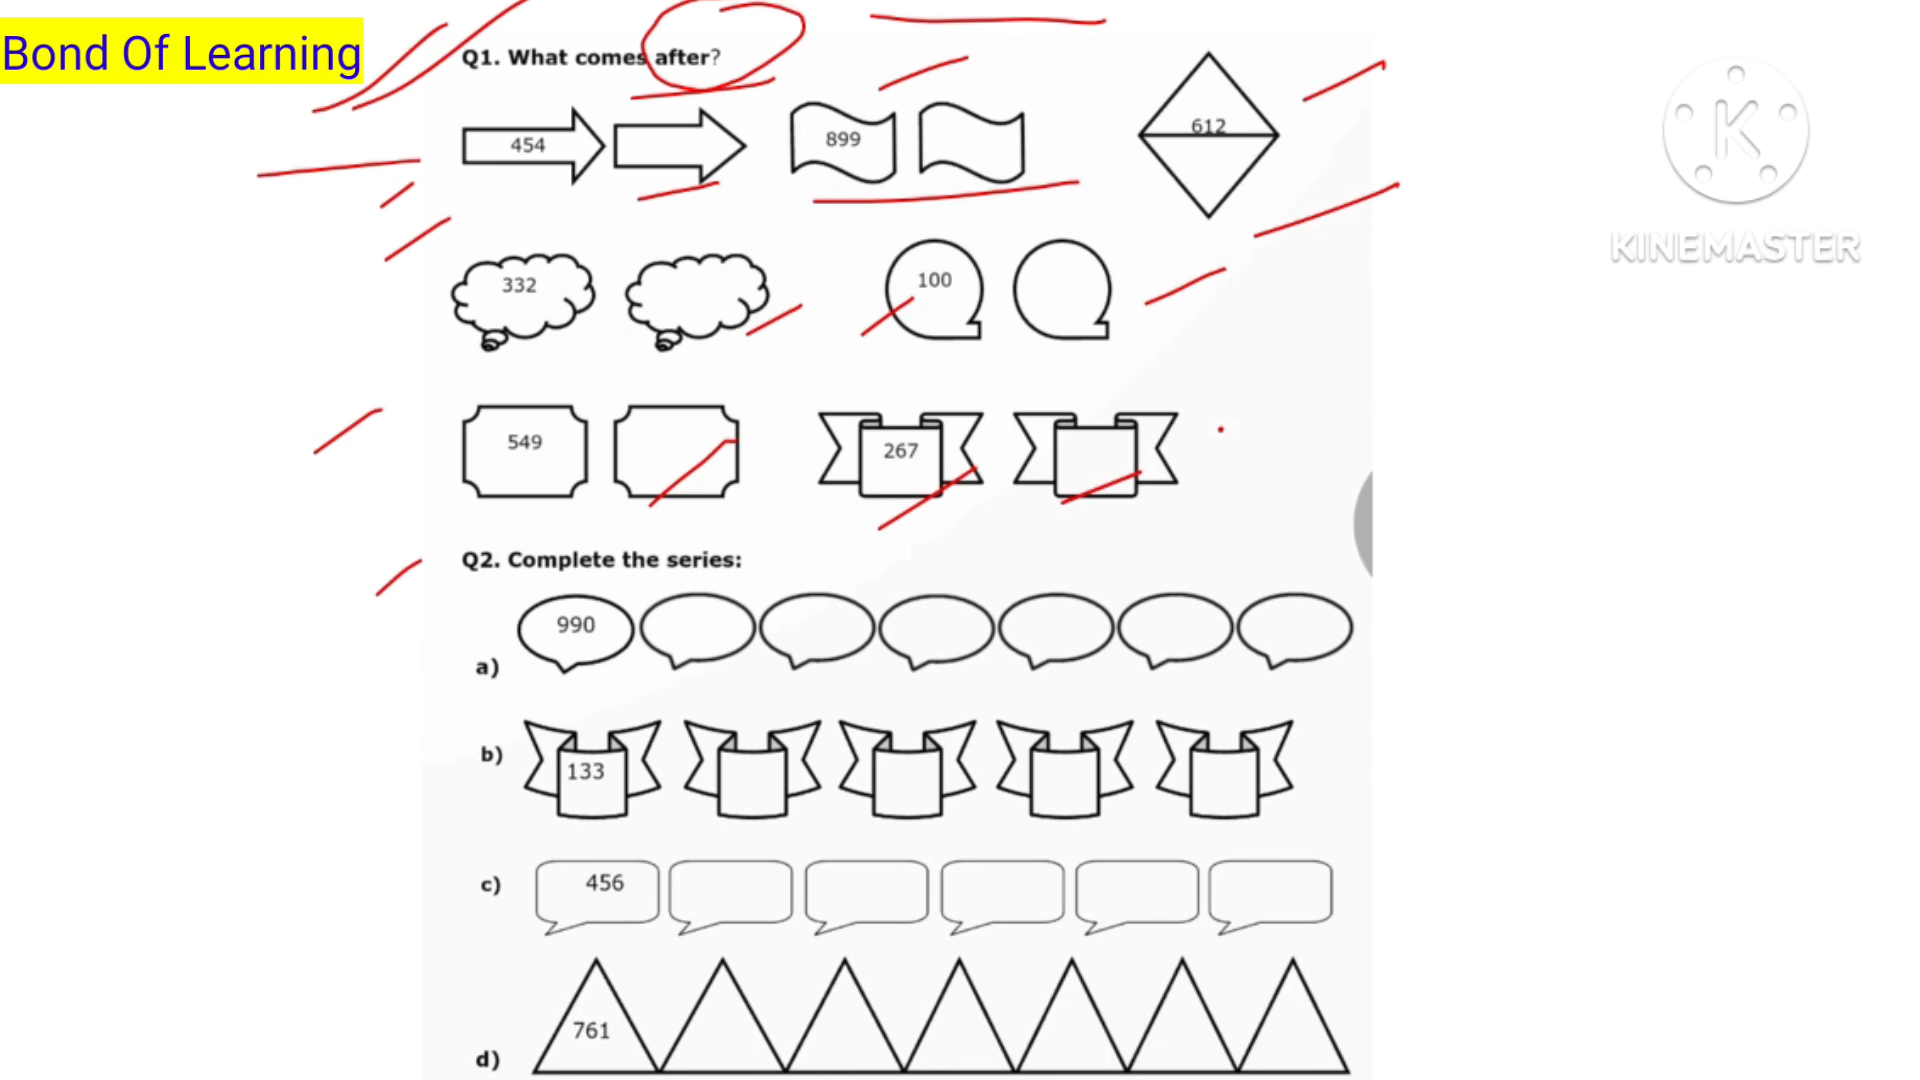 Bond Of Learning
Q1. What comes after?
454
899
612
K
KINEMASTER
332
100
549
267
Q2. Complete the series:
a) 990
b) 133
c) 456
d) 761